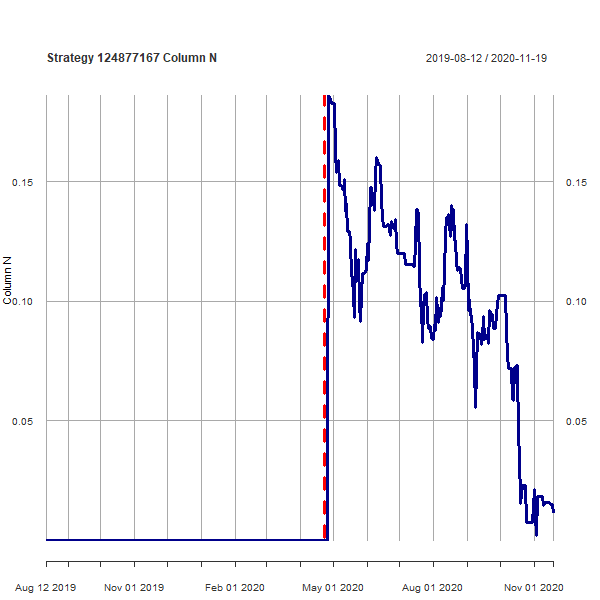 Strategy 124877167 Column N
2019-08-12 / 2020-11-19
0.15
0.15
Column N
0.10
0.10
0.05
0.05
Aug 12 2019
Nov 01 2019
Feb 01 2020
May 01 2020
Aug 01 2020
Nov 01 2020